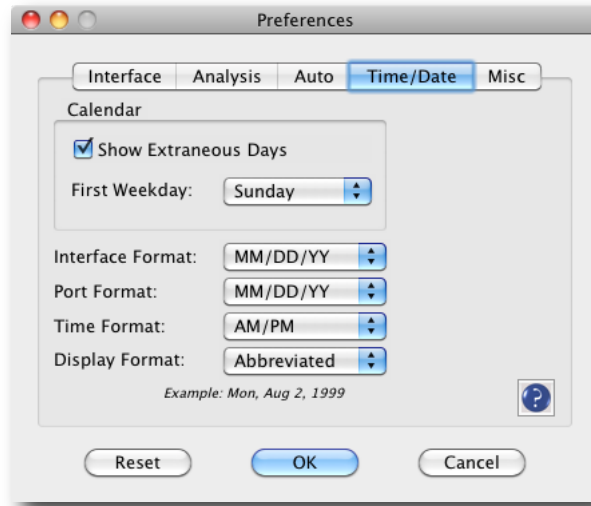 Preferences
Interface Analysis Auto Time/Date Misc
Calendar
Show Extraneous Days
First Weekday: Sunday
Interface Format: MM/DD/YY
Port Format: MM/DD/YY
Time Format: AM/PM
Display Format: Abbreviated
Example: Mon, Aug 2, 1999
?
Reset OK Cancel